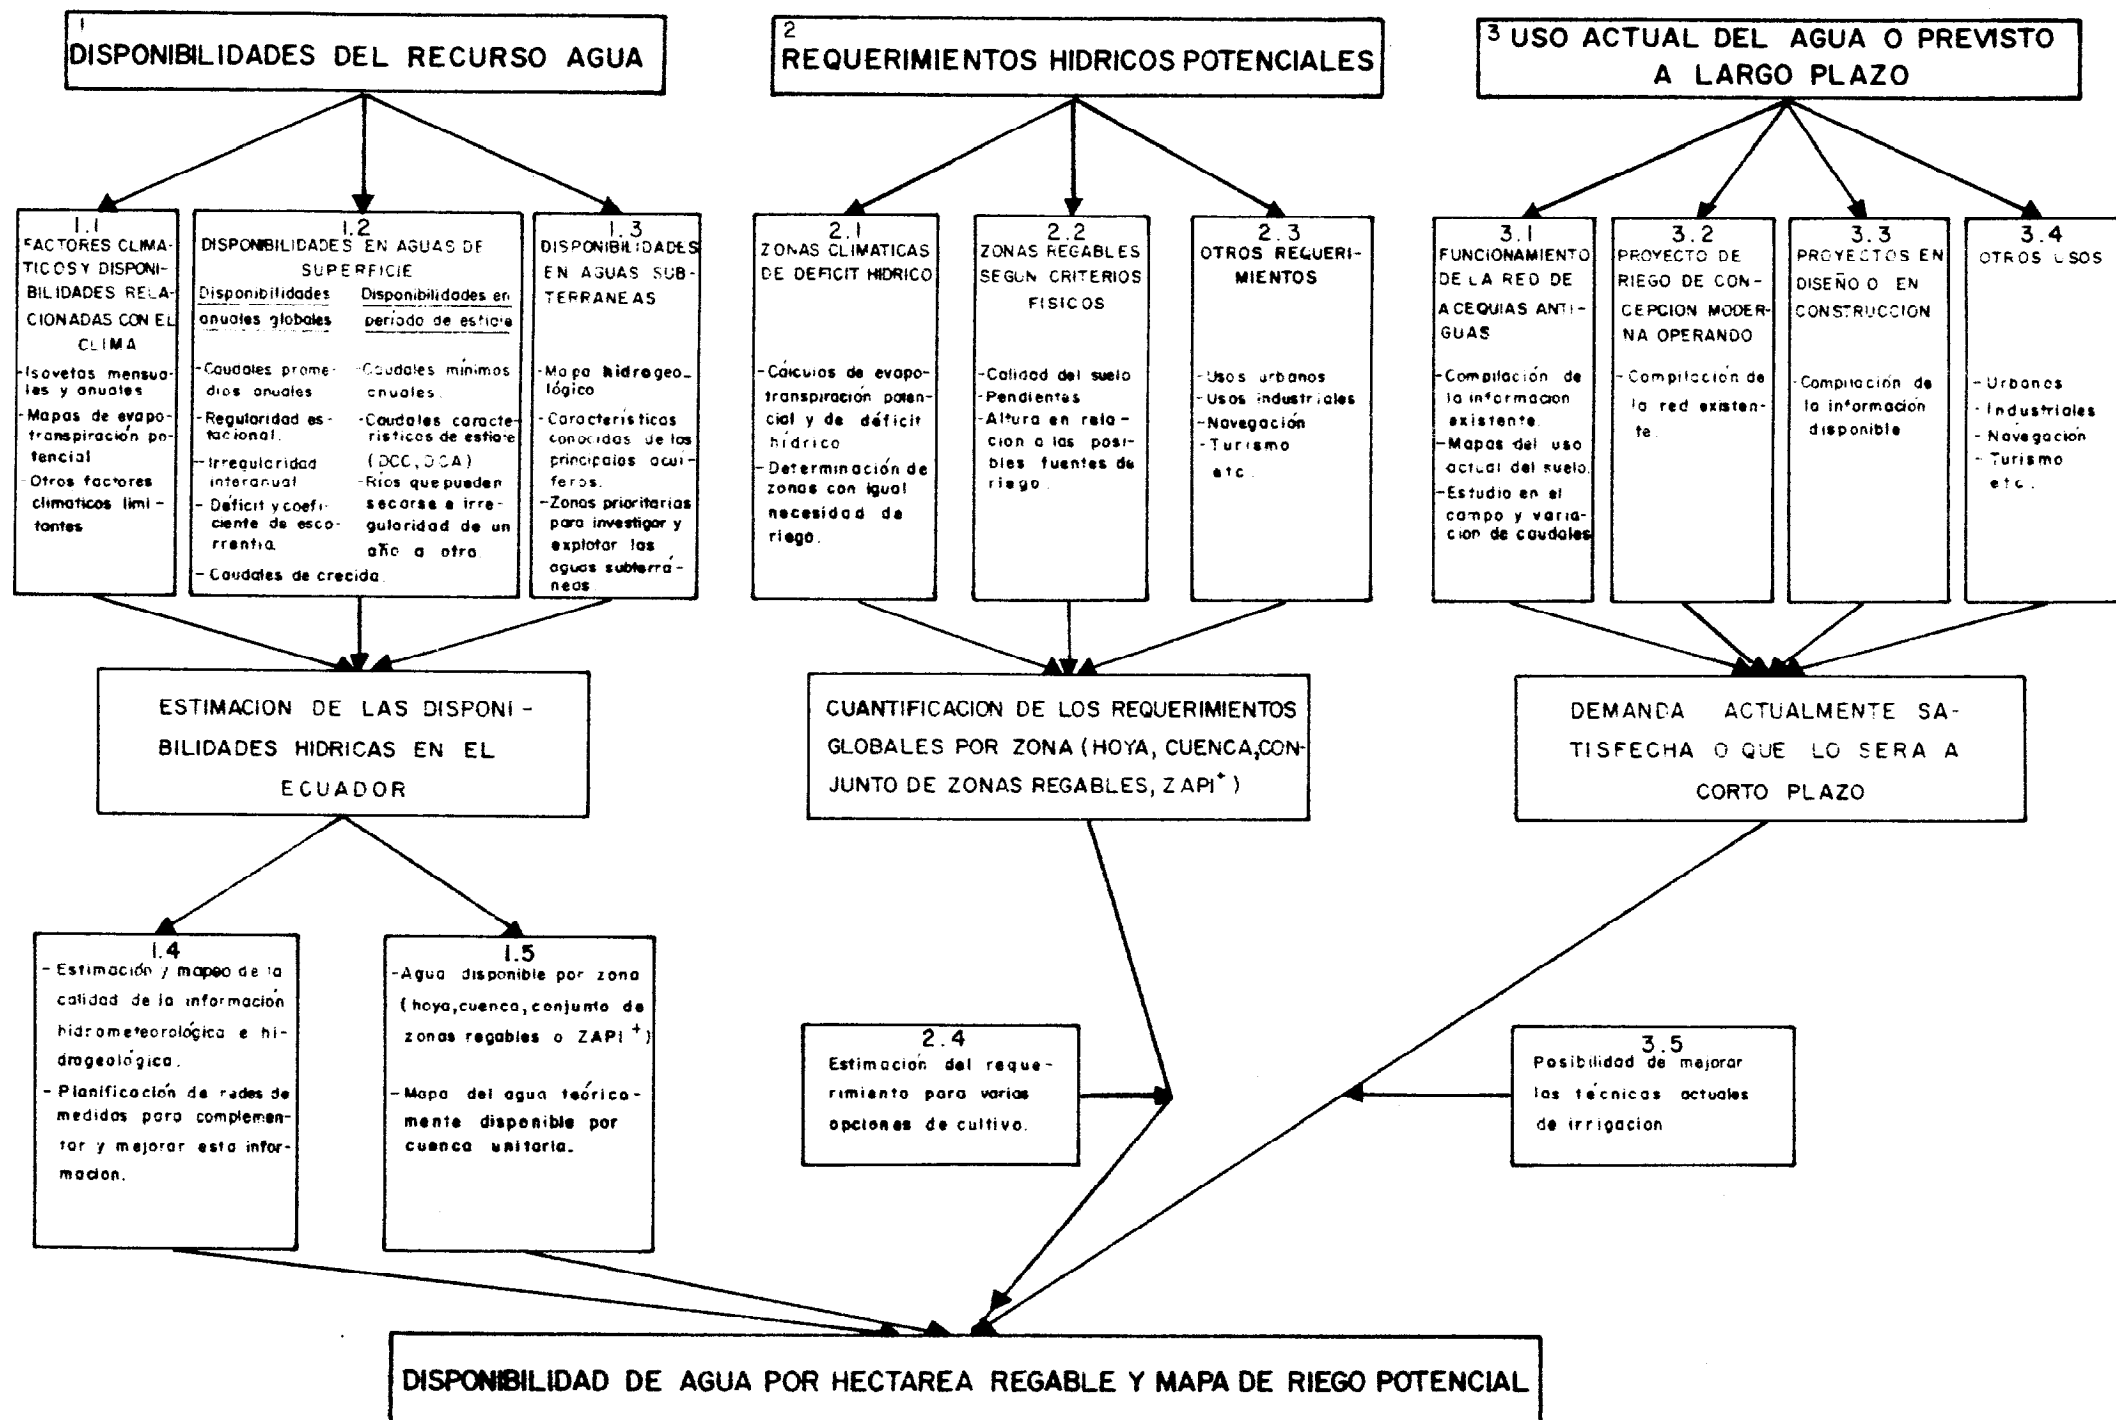 1
DISPONIBILIDADES DEL RECURSO AGUA
2
REQUERIMIENTOS HIDRICOS POTENCIALES
3 USO ACTUAL DEL AGUA O PREVISTO
A LARGO PLAZO
1.1
FACTORES CLIMA-
TICOS Y DISPONI-
BILIDADES RELA-
CIONADAS CON EL
CLIMA
-Isoyetas mensua-
les y anuales
-Mapas de evapo-
transpiración po-
tencial
-Otros factores
climaticos limi-
tantes
1.2
DISPONIBILIDADES EN AGUAS DE
SUPERFICIE
Disponibilidades
anuales globales
-Caudales prome-
dios anuales
-Regularidad es-
tacional.
-Irregularidad
interanual
-Déficit y coefi-
ciente de esco-
rrentia.
-Caudales de crecida.
Disponibilidades en
período de estiaje
-Caudales mínimos
anuales.
-Caudales caracte-
risticos de estiaje
(DCC, DCA)
-Ríos que pueden
secarse e irre-
gularidad de un
año a otro.
1.3
DISPONIBILIDADES
EN AGUAS SUB-
TERRANEAS
-Mapa hidrogeo-
lógico
-Características
conocidas de los
principales acuí-
feros.
-Zonas prioritarias
para investigar y
explotar las
aguas subterrá-
neas
2.1
ZONAS CLIMATICAS
DE DEFICIT HIDRICO
-Cálculos de evapo-
transpiración poten-
cial y de déficit
hídrico
-Determinación de
zonas con igual
necesidad de
riego.
2.2
ZONAS REGABLES
SEGUN CRITERIOS
FISICOS
-Calidad del suelo
-Pendientes
-Altura en rela-
cion a las posi-
bles fuentes de
riego.
2.3
OTROS REQUERI-
MIENTOS
-Usos urbanos
-Usos industriales
-Navegación
-Turismo
etc.
3.1
FUNCIONAMIENTO
DE LA RED DE
ACEQUIAS ANTI-
GUAS
-Compilación de
la informacion
existente.
-Mapas del uso
actual del suelo.
-Estudio en el
campo y varia-
cion de caudales
3.2
PROYECTO DE
RIEGO DE CON-
CEPCION MODER-
NA OPERANDO
-Compilación de
la red existen-
te.
3.3
PROYECTOS EN
DISEÑO O EN
CONSTRUCCION
-Compilación de
la información
disponible
3.4
OTROS USOS
-Urbanos
-Industriales
-Navegación
-Turismo
etc.
ESTIMACION DE LAS DISPONI-
BILIDADES HIDRICAS EN EL
ECUADOR
CUANTIFICACION DE LOS REQUERIMIENTOS
GLOBALES POR ZONA (HOYA, CUENCA, CON-
JUNTO DE ZONAS REGABLES, ZAPI+)
DEMANDA ACTUALMENTE SA-
TISFECHA O QUE LO SERA A
CORTO PLAZO
1.4
-Estimación y mapeo de la
calidad de la información
hidrometeorológica e hi-
drogeológica.
-Planificación de redes de
medidas para complemen-
tar y mejorar esta infor-
macion.
1.5
-Agua disponible por zona
(hoya, cuenca, conjunto de
zonas regables o ZAPI+)
-Mapa del agua teórica-
mente disponible por
cuenca unitaria.
2.4
Estimación del reque-
rimiento para varias
opciones de cultivo.
3.5
Posibilidad de mejorar
las técnicas actuales
de irrigacion
DISPONIBILIDAD DE AGUA POR HECTAREA REGABLE Y MAPA DE RIEGO POTENCIAL